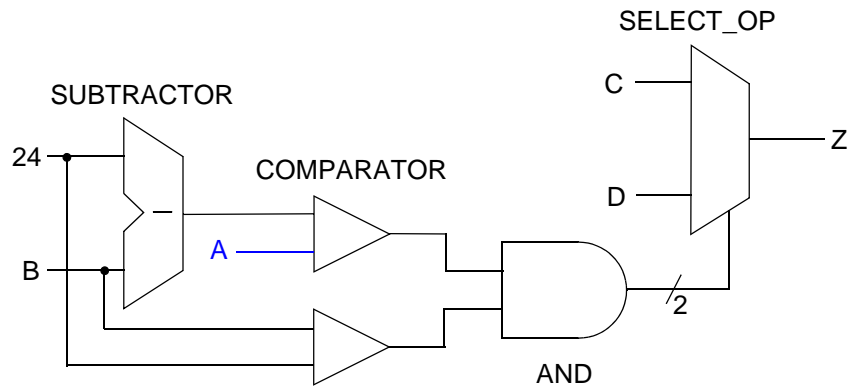 SELECT_OP
C
SUBTRACTOR
Z
24
COMPARATOR
D
A
B
2
AND